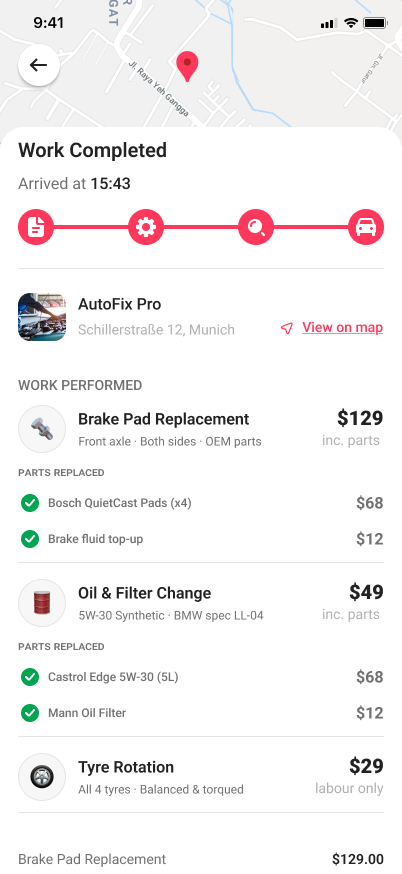 9:41
GAT
Jl. Raya Yeh Gangga
Jl. Gn. Gatur
Work Completed
Arrived at 15:43
AutoFix Pro
Schillerstraße 12, Munich
View on map
WORK PERFORMED
Brake Pad Replacement $129
Front axle · Both sides · OEM parts inc. parts
PARTS REPLACED
Bosch QuietCast Pads (x4) $68
Brake fluid top-up $12
Oil & Filter Change $49
5W-30 Synthetic · BMW spec LL-04 inc. parts
PARTS REPLACED
Castrol Edge 5W-30 (5L) $68
Mann Oil Filter $12
Tyre Rotation $29
All 4 tyres · Balanced & torqued labour only
Brake Pad Replacement $129.00